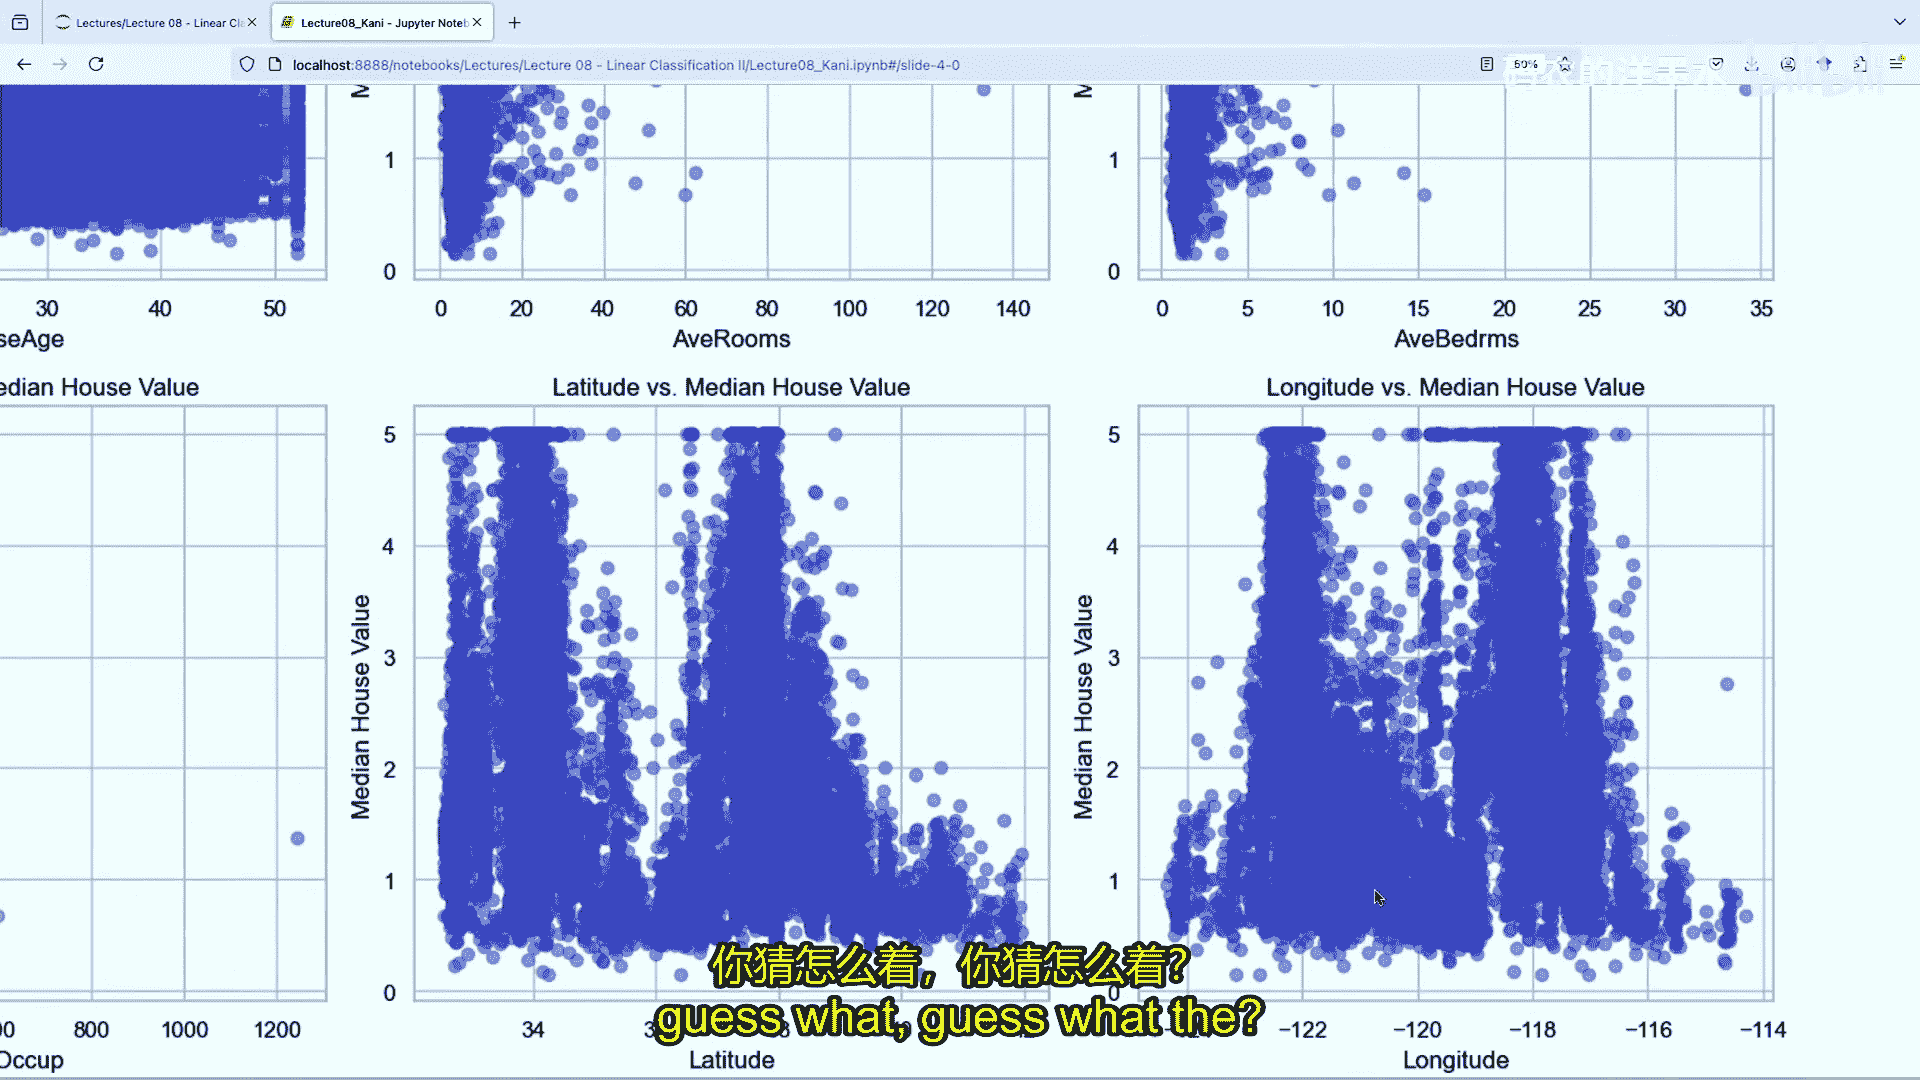 Lectures/Lecture 08 - Linear Cl
Lecture08_Kani - Jupyter Noteb
localhost:8888/notebooks/Lectures/Lecture 08 - Linear Classification II/Lecture08_Kani.ipynb#/slide-4-0
1
0
1
0
30 40 50
0 20 40 60 80 100 120 140
0 5 10 15 20 25 30 35
seAge
AveRooms
AveBedrms
edian House Value
Latitude vs. Median House Value
Longitude vs. Median House Value
5
4
3
2
1
0
Median House Value
5
4
3
2
1
0
Median House Value
你猜怎么着，你猜怎么着?
guess what, guess what the?
00 800 1000 1200
34
−122 −120 −118 −116 −114
Occup
Latitude
Longitude